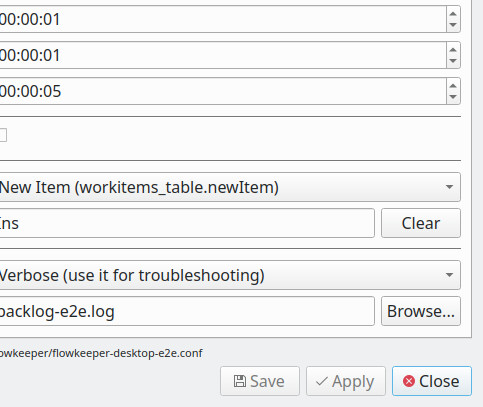 00:00:01
00:00:01
00:00:05
New Item (workitems_table.newItem)
Ins
Clear
Verbose (use it for troubleshooting)
backlog-e2e.log
Browse...
owkeeper/flowkeeper-desktop-e2e.conf
Save
Apply
Close